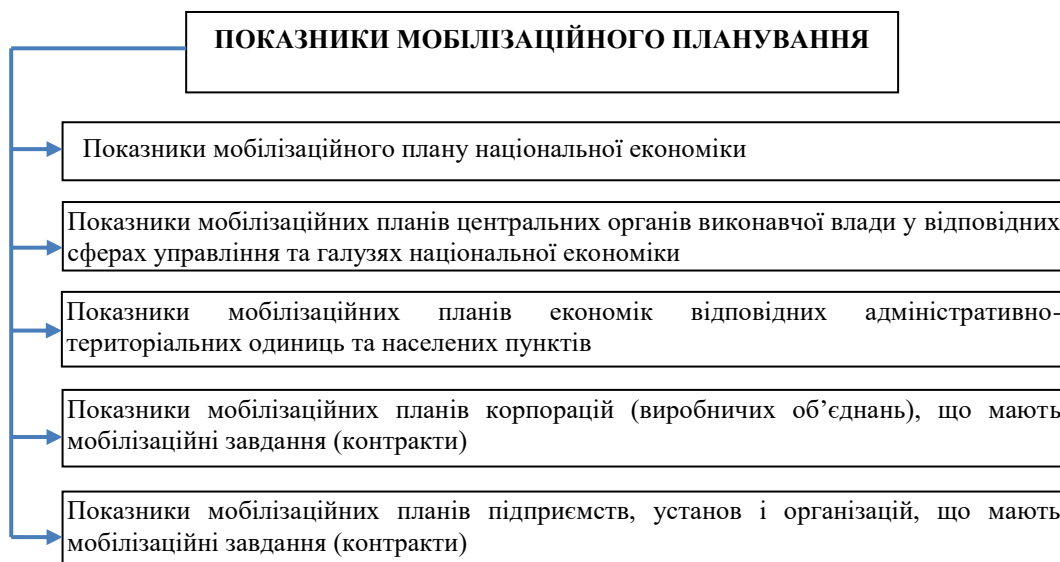 ПОКАЗНИКИ МОБІЛІЗАЦІЙНОГО ПЛАНУВАННЯ
Показники мобілізаційного плану національної економіки
Показники мобілізаційних планів центральних органів виконавчої влади у відповідних
сферах управління та галузях національної економіки
Показники мобілізаційних планів економік відповідних адміністративно-
територіальних одиниць та населених пунктів
Показники мобілізаційних планів корпорацій (виробничих об’єднань), що мають
мобілізаційні завдання (контракти)
Показники мобілізаційних планів підприємств, установ і організацій, що мають
мобілізаційні завдання (контракти)